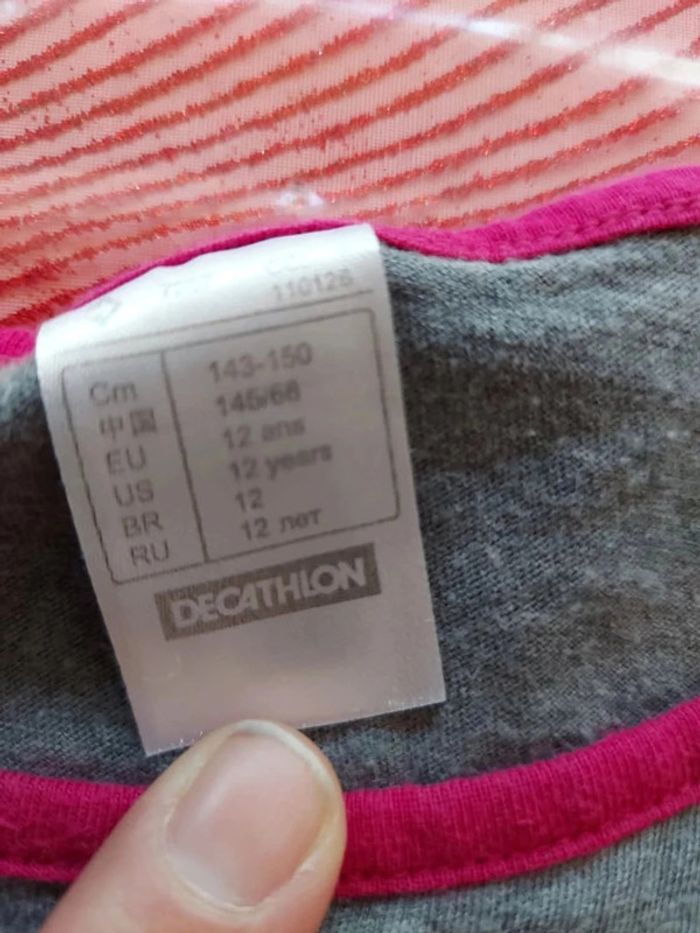 110126
Cm 143-150
中国 145/68
EU 12 ans
US 12 years
BR 12
RU 12 лет
DECATHLON